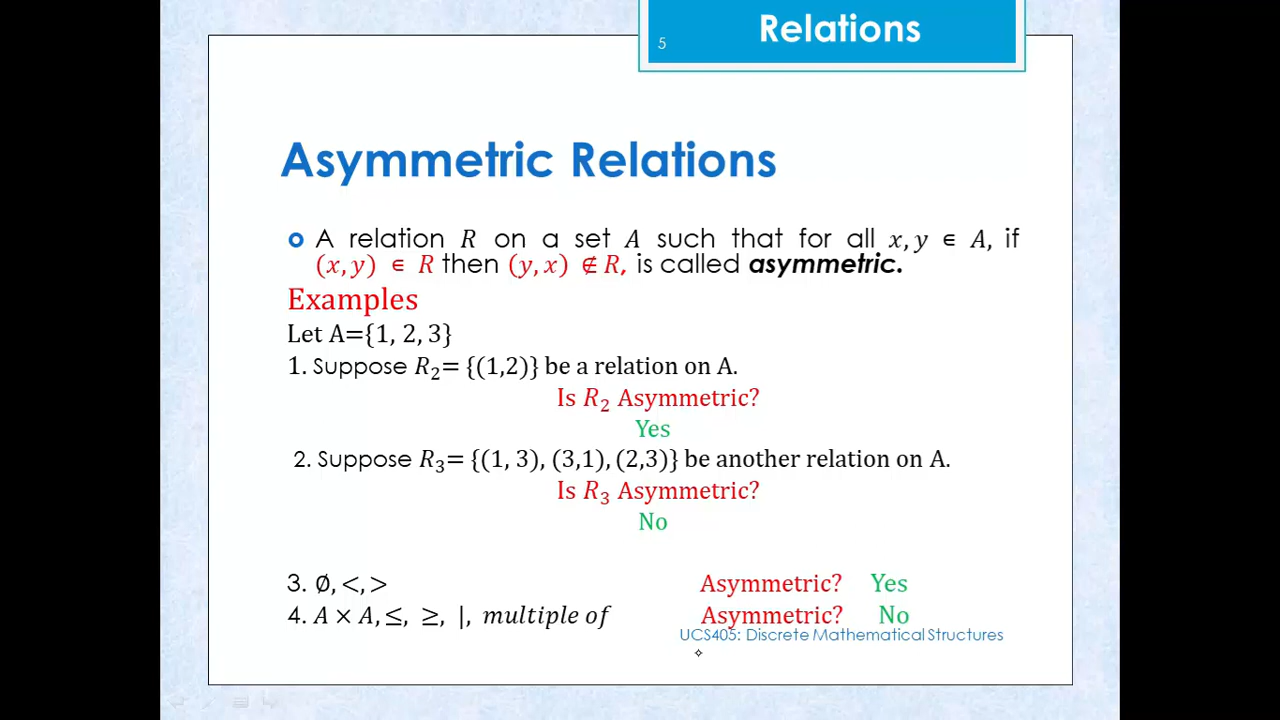 5
Relations
Asymmetric Relations
A relation R on a set A such that for all x, y ∈ A, if
(x, y) ∈ R then (y, x) ∉ R, is called asymmetric.
Examples
Let A={1, 2, 3}
1. Suppose R₂= {(1,2)} be a relation on A.
Is R₂ Asymmetric?
Yes
2. Suppose R₃= {(1, 3), (3,1), (2,3)} be another relation on A.
Is R₃ Asymmetric?
No
3. ∅, <, > Asymmetric? Yes
4. A × A, ≤, ≥, |, multiple of Asymmetric? No
UCS405: Discrete Mathematical Structures